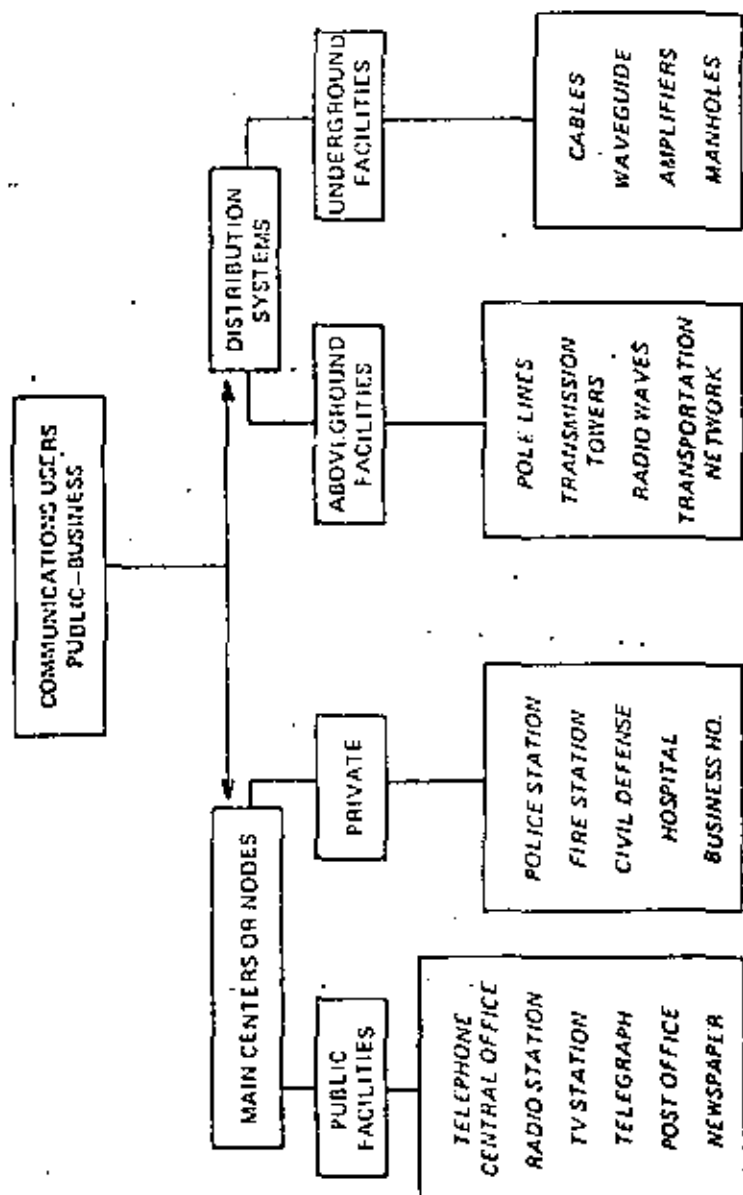 COMMUNICATIONS USERS
PUBLIC-BUSINESS
MAIN CENTERS OR NODES
DISTRIBUTION
SYSTEMS
PUBLIC
FACILITIES
PRIVATE
ABOVEGROUND
FACILITIES
UNDERGROUND
FACILITIES
TELEPHONE
CENTRAL OFFICE
RADIO STATION
TV STATION
TELEGRAPH
POST OFFICE
NEWSPAPER
POLICE STATION
FIRE STATION
CIVIL DEFENSE
HOSPITAL
BUSINESS HQ.
POLE LINES
TRANSMISSION
TOWERS
RADIO WAVES
TRANSPORTATION
NETWORK
CABLES
WAVEGUIDE
AMPLIFIERS
MANHOLES